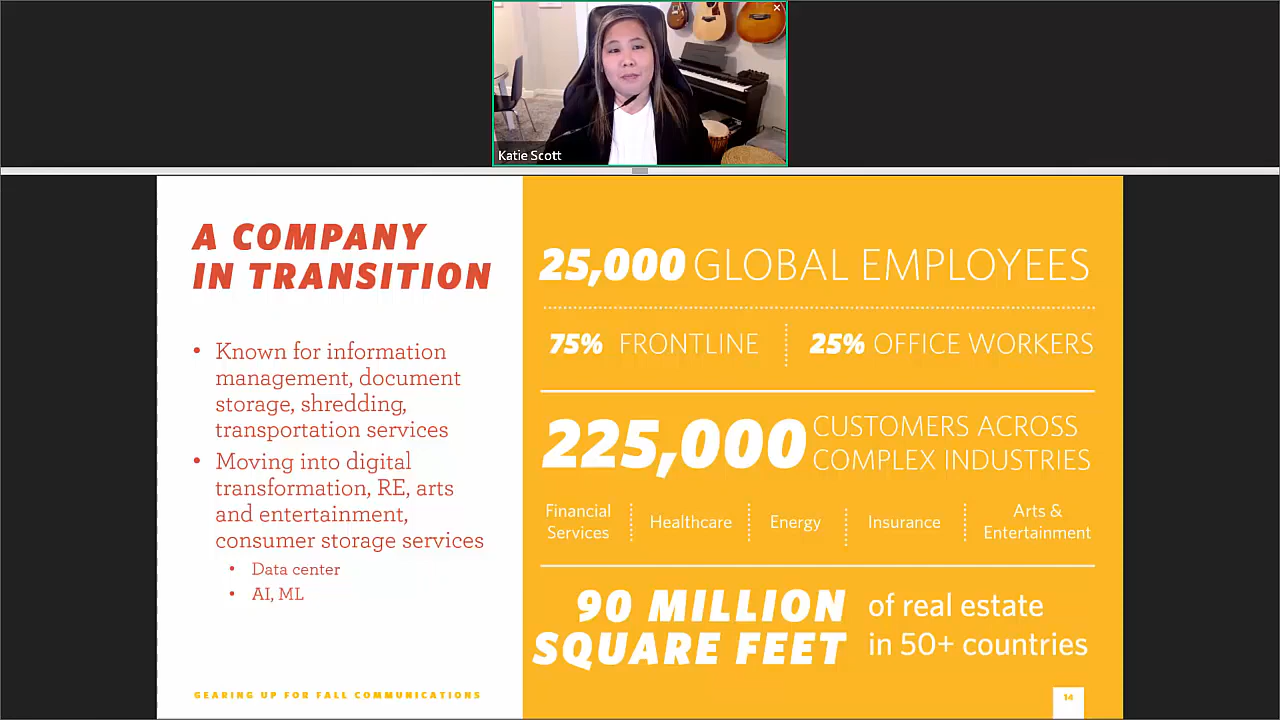 Katie Scott
A COMPANY
IN TRANSITION
• Known for information
management, document
storage, shredding,
transportation services
• Moving into digital
transformation, RE, arts
and entertainment,
consumer storage services
• Data center
• AI, ML
GEARING UP FOR FALL COMMUNICATIONS
25,000 GLOBAL EMPLOYEES
75% FRONTLINE
25% OFFICE WORKERS
225,000 CUSTOMERS ACROSS
COMPLEX INDUSTRIES
Financial
Services
Healthcare
Energy
Insurance
Arts &
Entertainment
90 MILLION
SQUARE FEET
of real estate
in 50+ countries
14